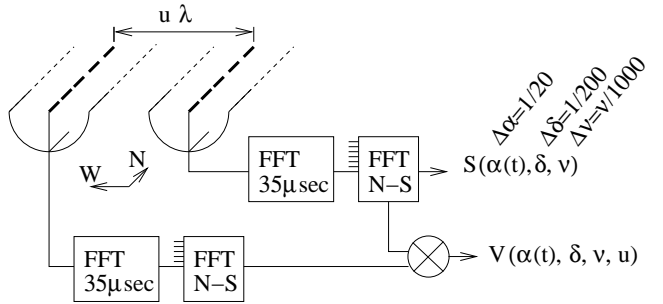 u λ
Δα=1/20
Δδ=1/200
Δν=ν/1000
N
W
FFT
35μsec
FFT
N–S
S(α(t),δ, ν)
FFT
35μsec
FFT
N–S
V(α(t), δ, ν, u)